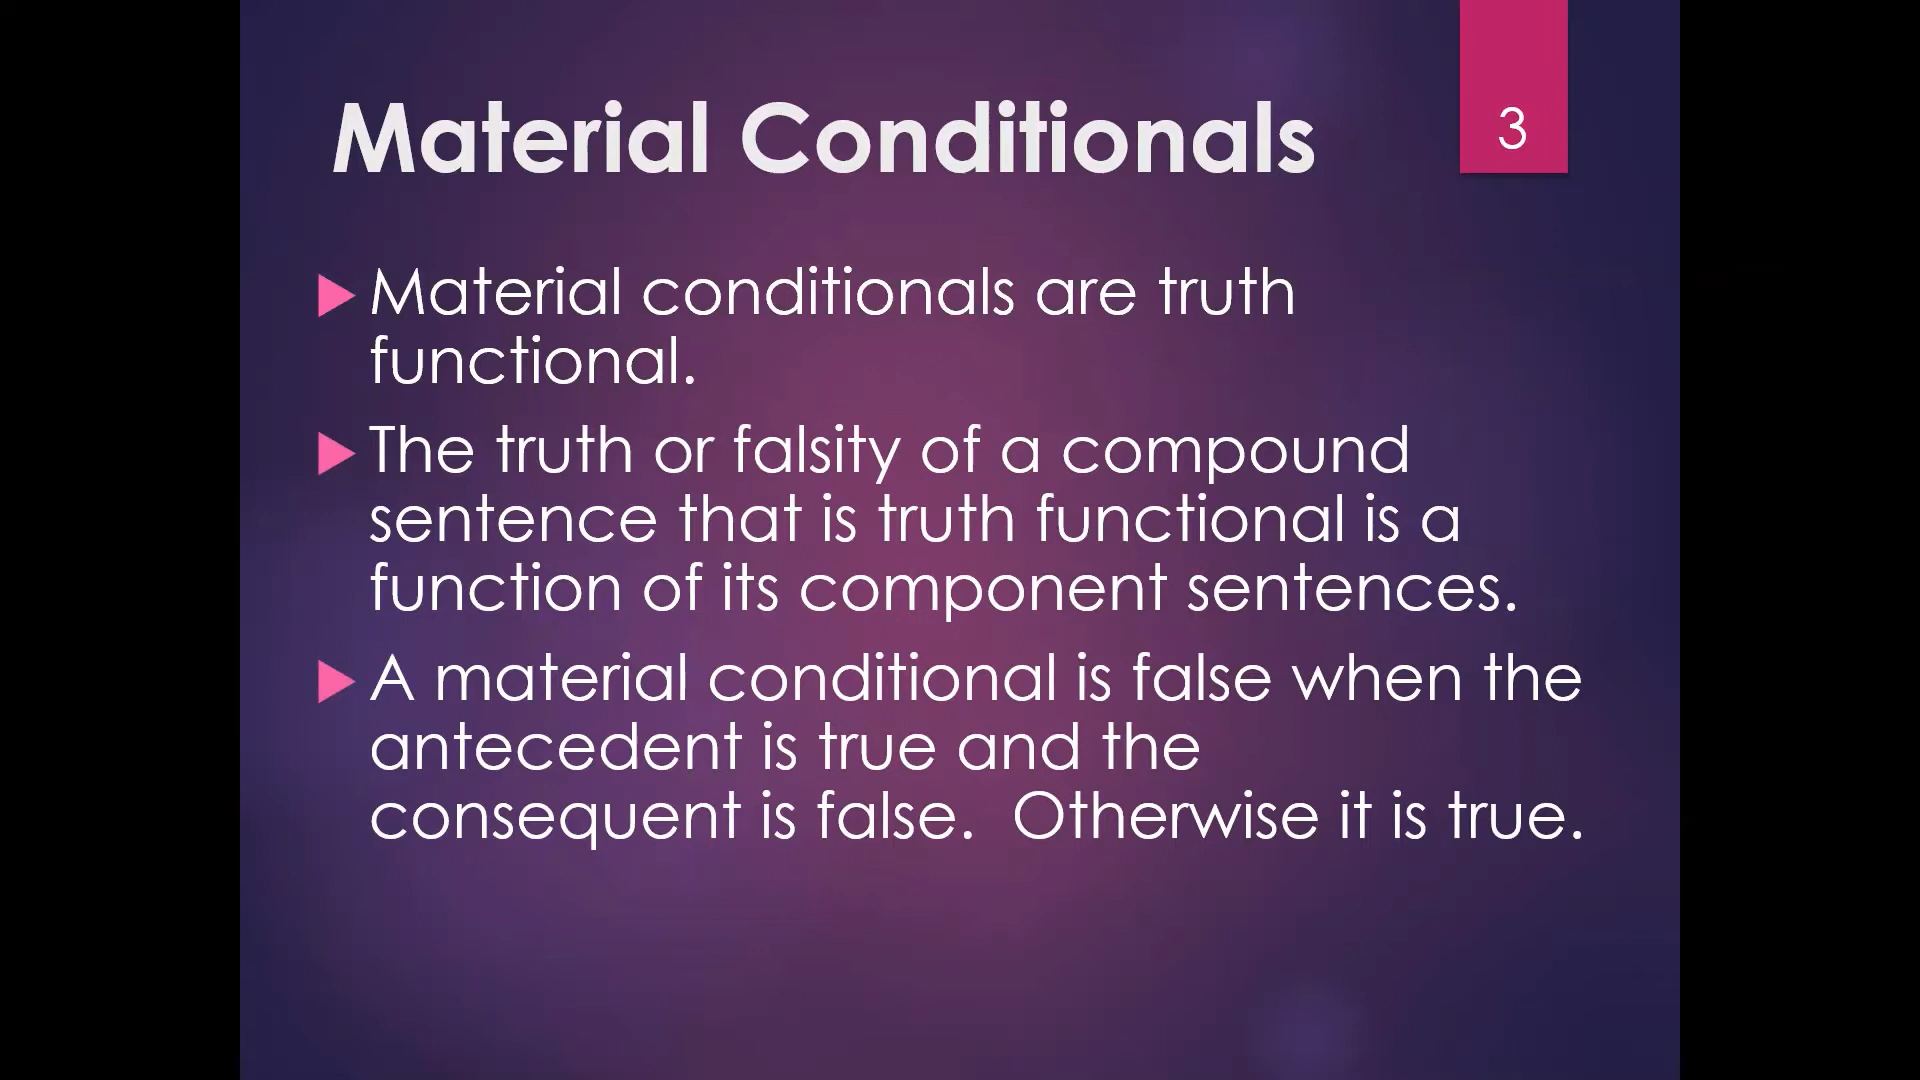 Material Conditionals
3
Material conditionals are truth
functional.
The truth or falsity of a compound
sentence that is truth functional is a
function of its component sentences.
A material conditional is false when the
antecedent is true and the
consequent is false.  Otherwise it is true.